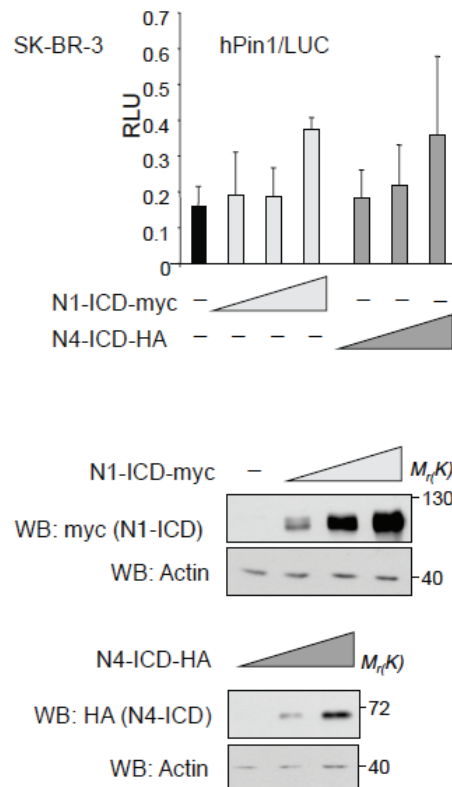 SK-BR-3 hPin1/LUC
RLU
0.7
0.6
0.5
0.4
0.3
0.2
0.1
0
N1-ICD-myc – – – –
N4-ICD-HA – – – –
N1-ICD-myc – Mr(K)
WB: myc (N1-ICD) 130
WB: Actin 40
N4-ICD-HA Mr(K)
WB: HA (N4-ICD) 72
WB: Actin 40